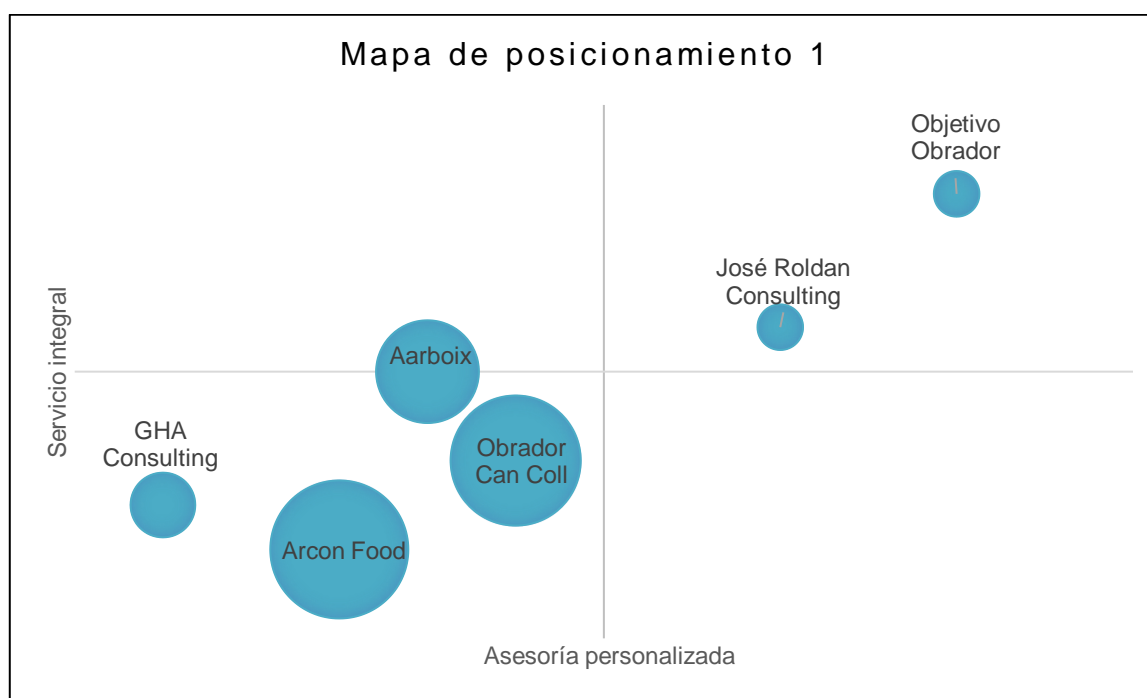 Mapa de posicionamiento 1
Objetivo
Obrador
José Roldan
Consulting
Aarboix
Servicio integral
GHA
Consulting
Obrador
Can Coll
Arcon Food
Asesoría personalizada